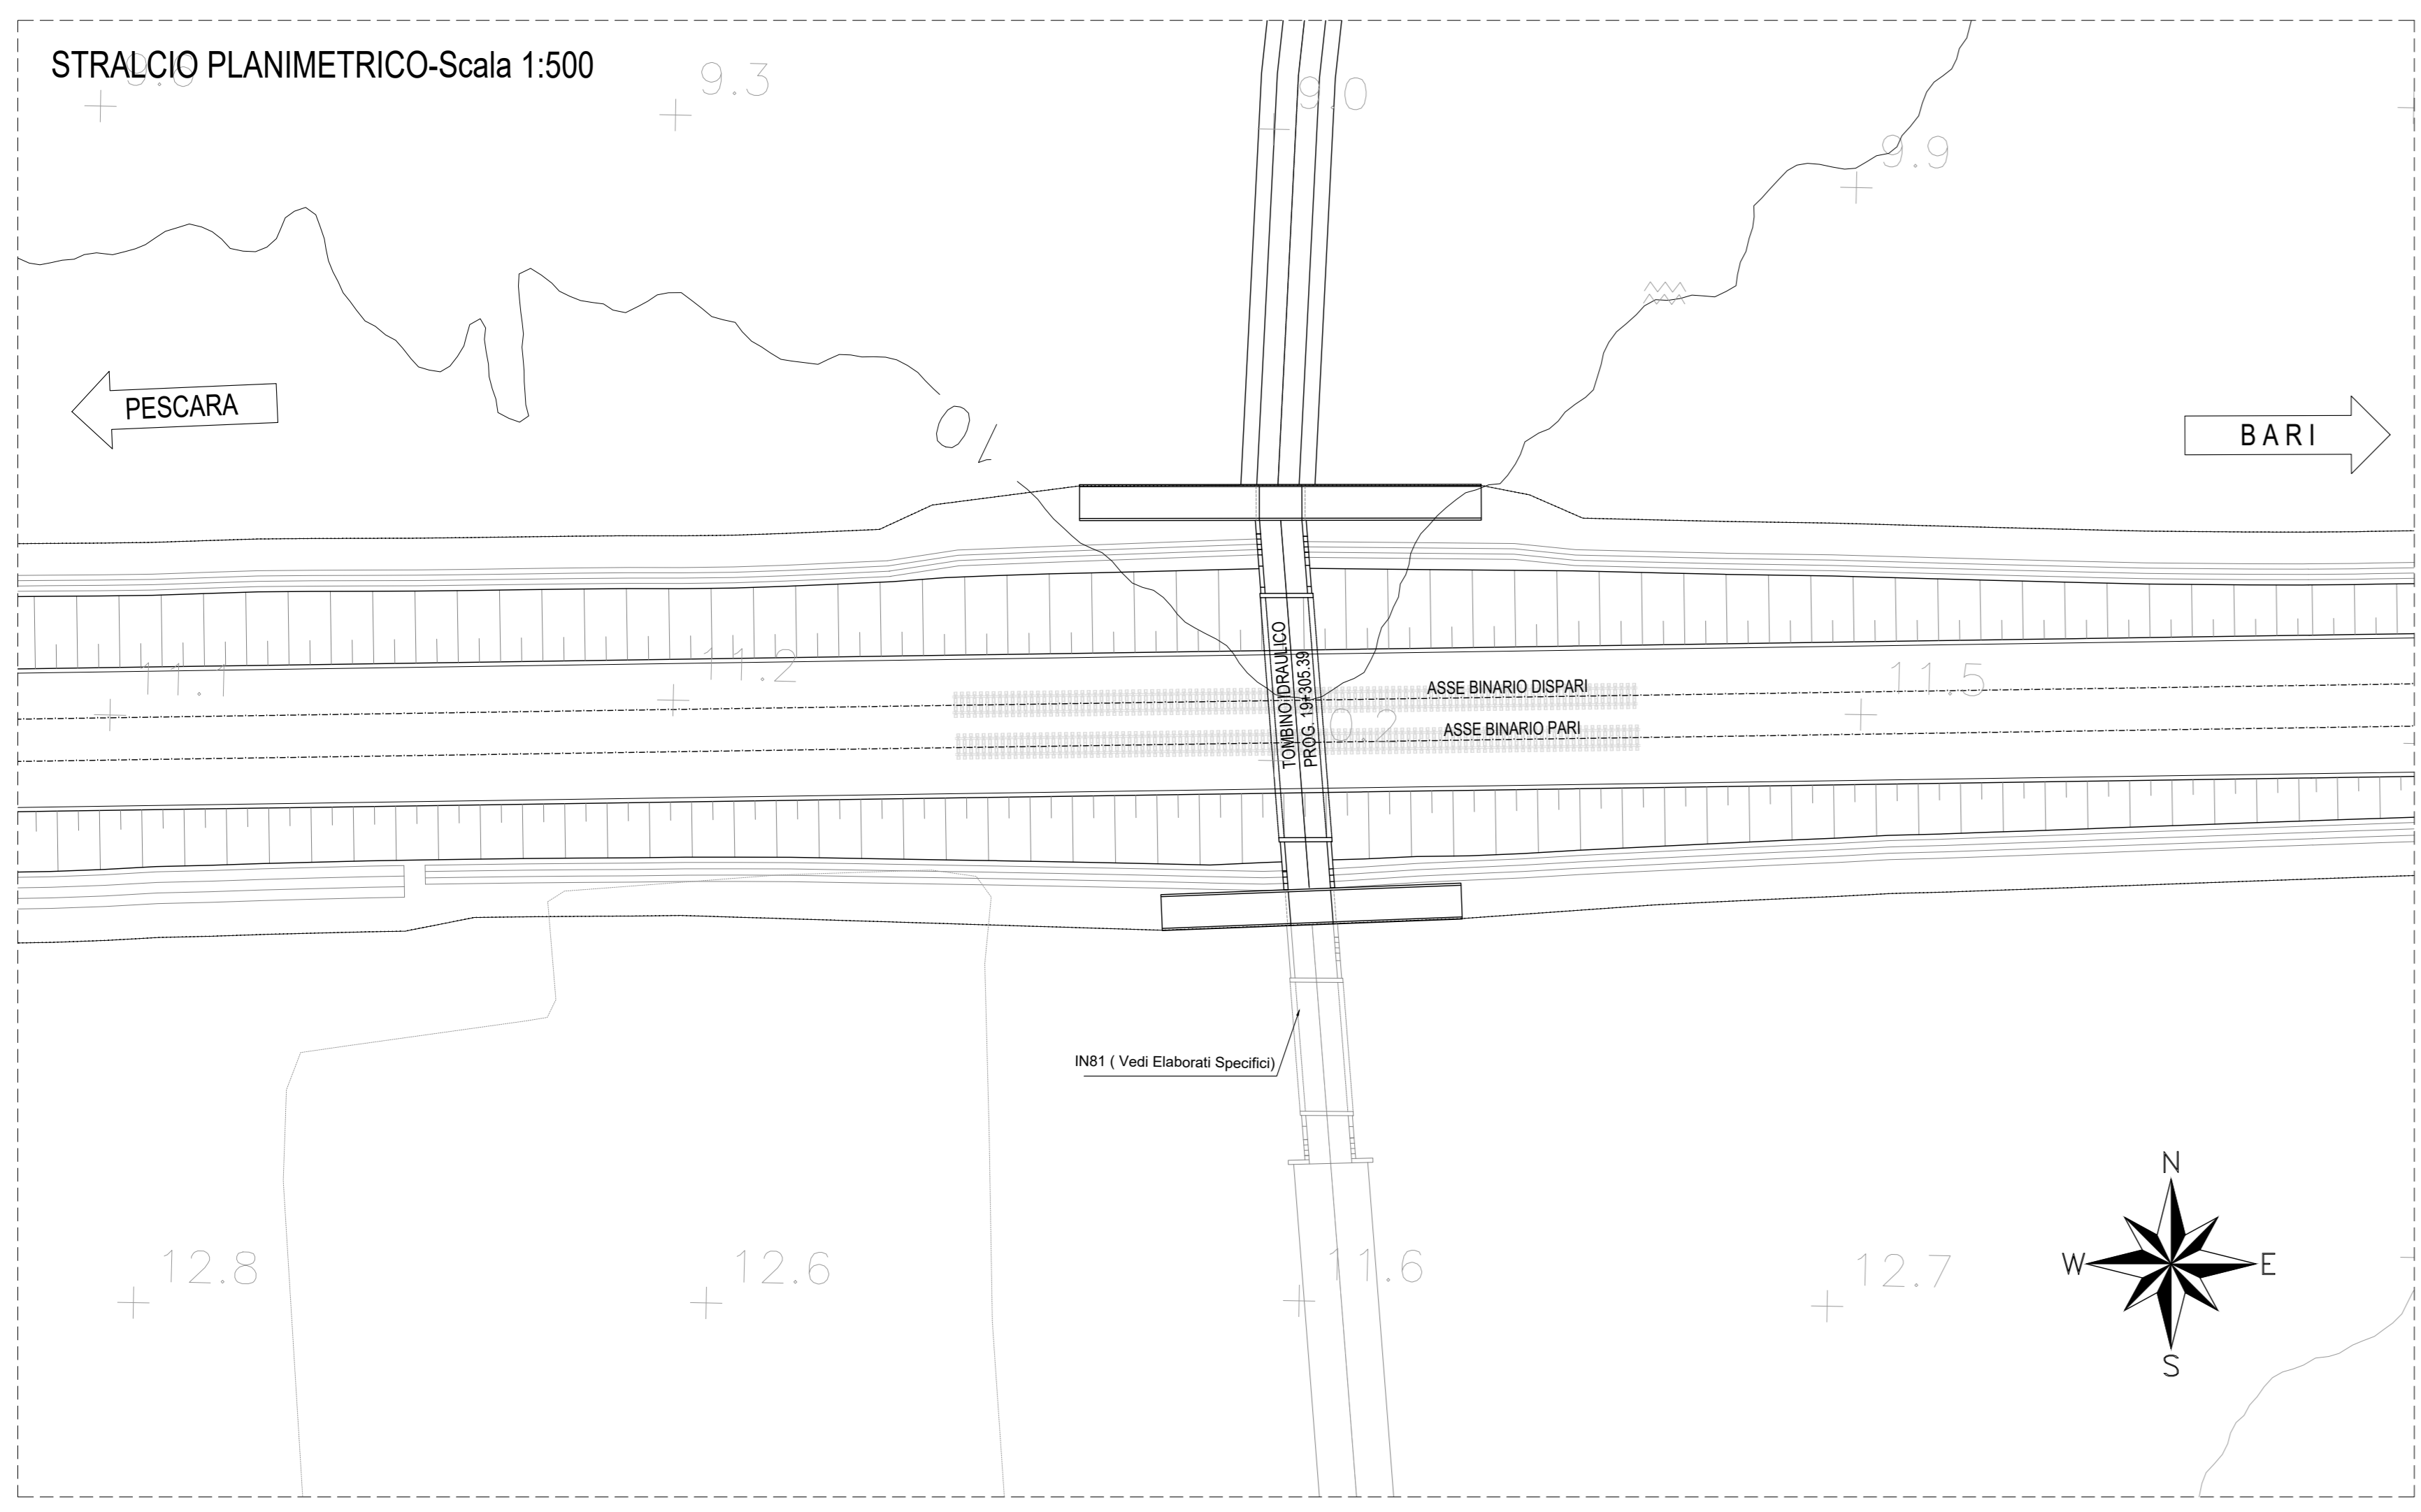 STRALCIO PLANIMETRICO-Scala 1:500
9.3
9.0
9.9
PESCARA
BARI
10
11.1
11.2
11.5
TOMBINO IDRAULICO
PROG. 19+305.39
ASSE BINARIO DISPARI
ASSE BINARIO PARI
IN81 ( Vedi Elaborati Specifici)
12.8
12.6
11.6
12.7
N
W
E
S